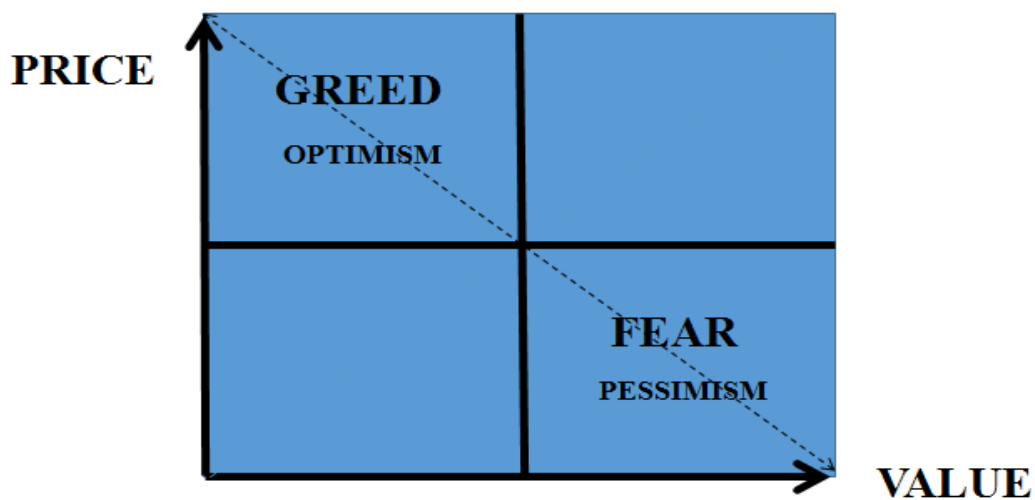 PRICE
GREED
OPTIMISM
FEAR
PESSIMISM
VALUE